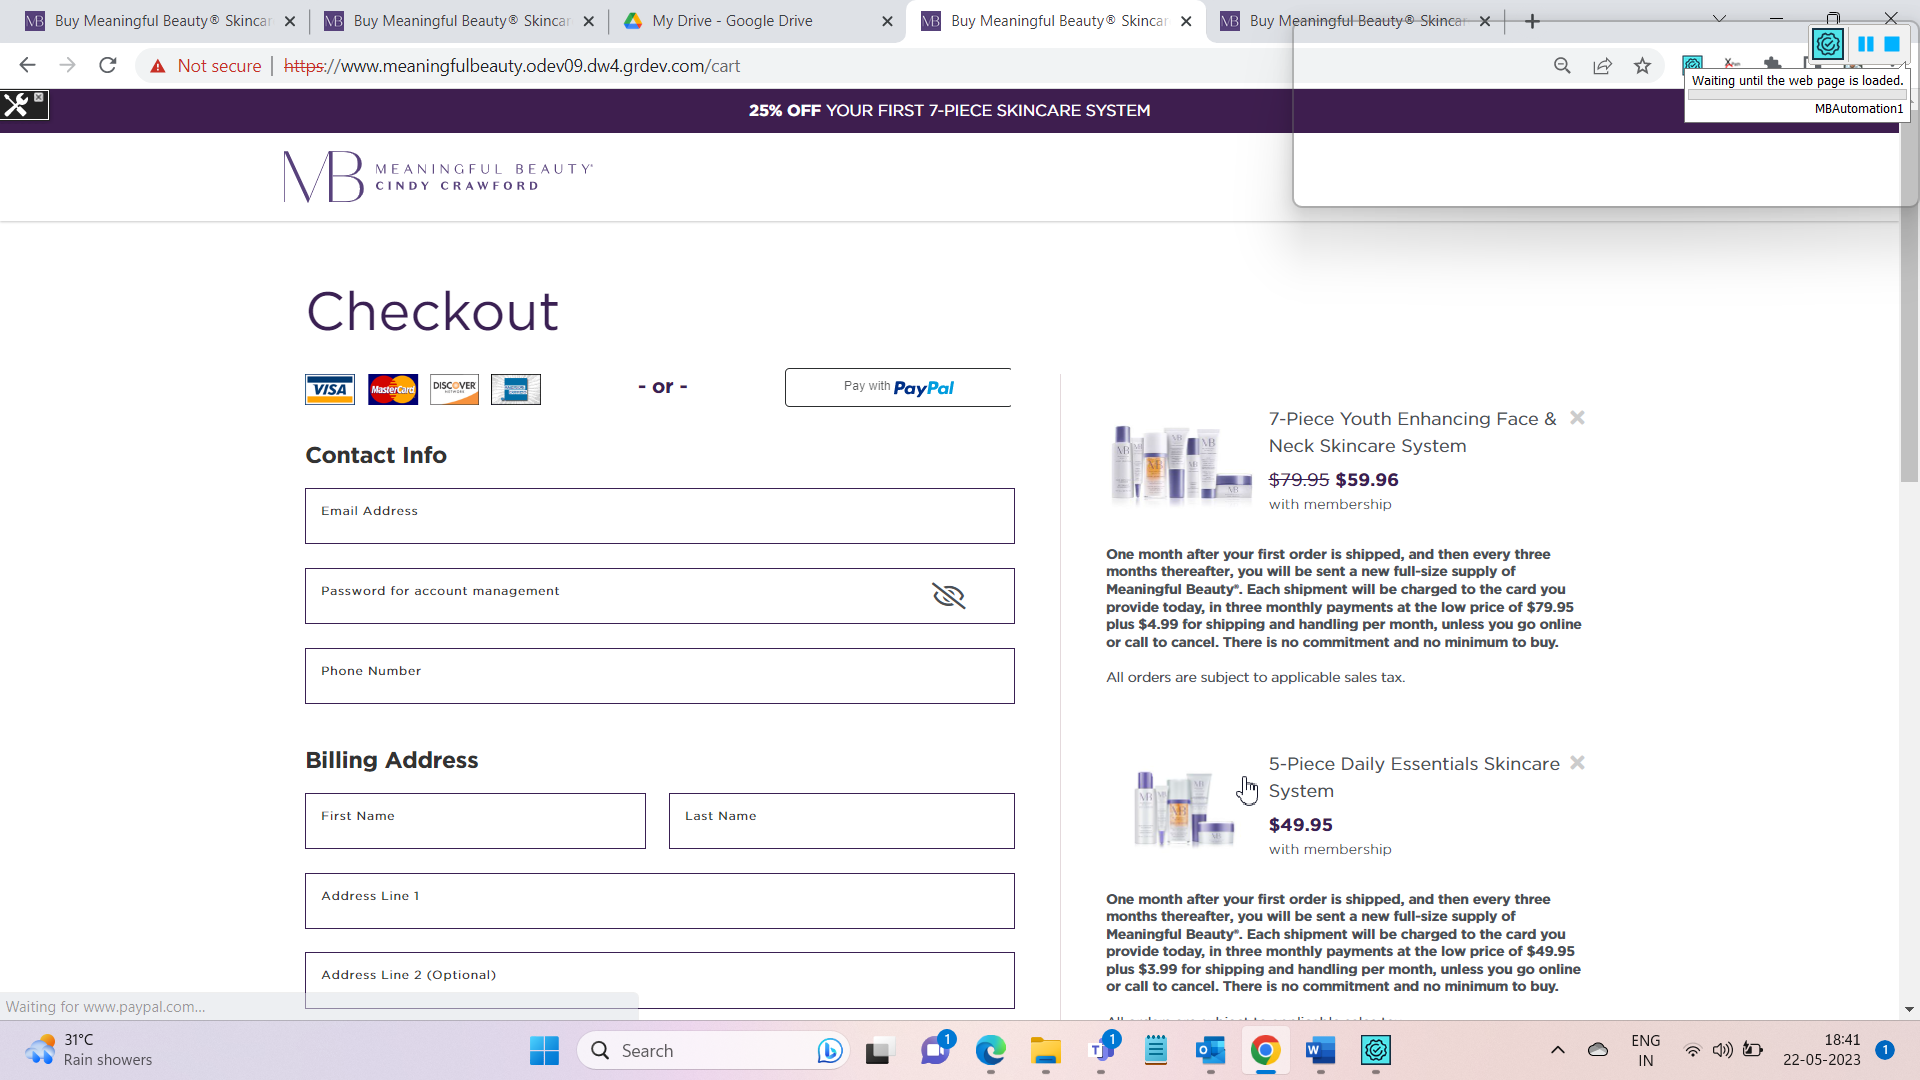 Buy Meaningful Beauty® Skincar
Buy Meaningful Beauty® Skincar
My Drive - Google Drive
Buy Meaningful Beauty® Skincar
Buy Meaningful Beauty® Skincar
Not secure
https://www.meaningfulbeauty.odev09.dw4.grdev.com/cart
Waiting until the web page is loaded.
MBAutomation1
25% OFF YOUR FIRST 7-PIECE SKINCARE SYSTEM
MB MEANINGFUL BEAUTY®
CINDY CRAWFORD
Checkout
VISA MasterCard DISCOVER
- or -
Pay with PayPal
Contact Info
Email Address
Password for account management
Phone Number
Billing Address
First Name
Last Name
Address Line 1
Address Line 2 (Optional)
7-Piece Youth Enhancing Face &
Neck Skincare System
$79.95 $59.96
with membership
One month after your first order is shipped, and then every three
months thereafter, you will be sent a new full-size supply of
Meaningful Beauty®. Each shipment will be charged to the card you
provide today, in three monthly payments at the low price of $79.95
plus $4.99 for shipping and handling per month, unless you go online
or call to cancel. There is no commitment and no minimum to buy.
All orders are subject to applicable sales tax.
5-Piece Daily Essentials Skincare
System
$49.95
with membership
One month after your first order is shipped, and then every three
months thereafter, you will be sent a new full-size supply of
Meaningful Beauty®. Each shipment will be charged to the card you
provide today, in three monthly payments at the low price of $49.95
plus $3.99 for shipping and handling per month, unless you go online
or call to cancel. There is no commitment and no minimum to buy.
Waiting for www.paypal.com...
31°C
Rain showers
Search
1
1
ENG
IN
18:41
22-05-2023
1